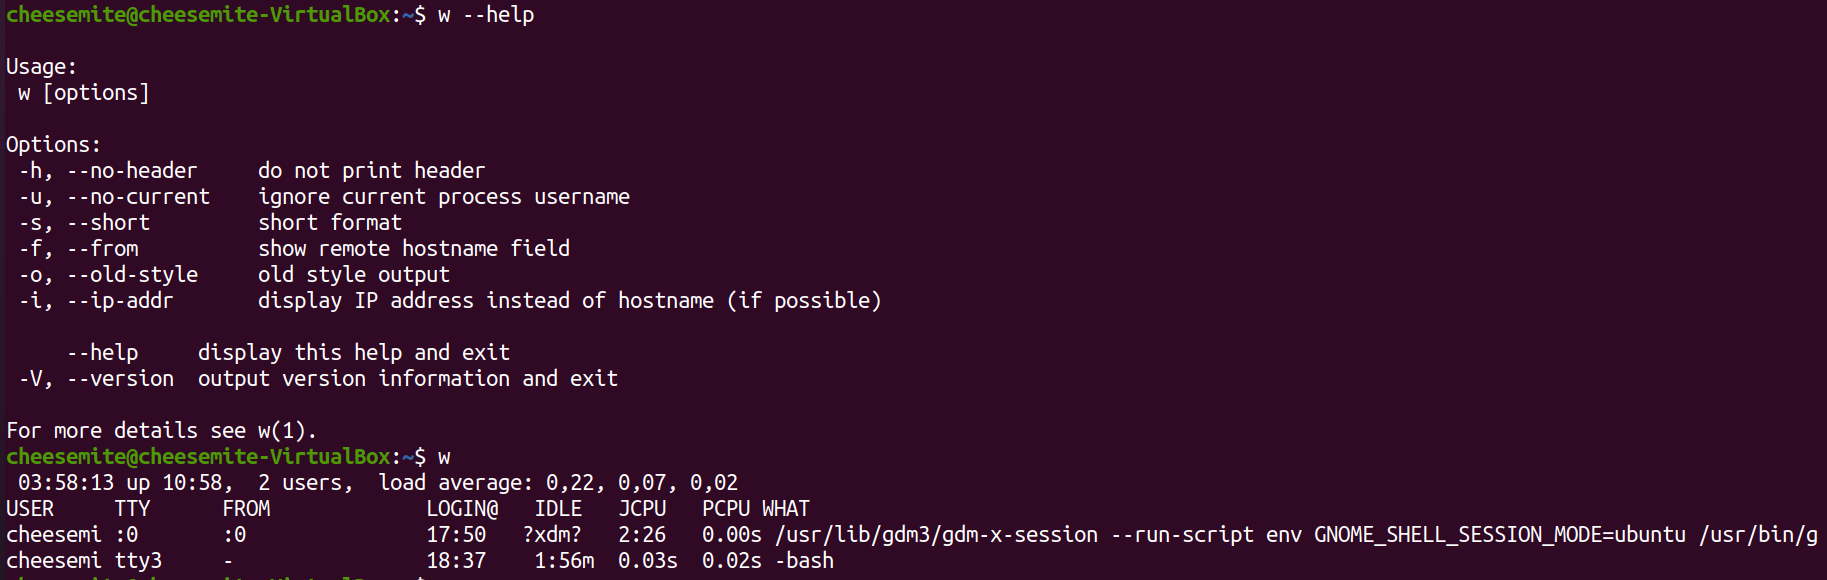 cheesemite@cheesemite-VirtualBox:~$ w --help
Usage:
 w [options]
Options:
 -h, --no-header     do not print header
 -u, --no-current    ignore current process username
 -s, --short         short format
 -f, --from          show remote hostname field
 -o, --old-style     old style output
 -i, --ip-addr       display IP address instead of hostname (if possible)
     --help     display this help and exit
 -V, --version  output version information and exit
For more details see w(1).
cheesemite@cheesemite-VirtualBox:~$ w
 03:58:13 up 10:58,  2 users,  load average: 0,22, 0,07, 0,02
USER     TTY      FROM             LOGIN@   IDLE   JCPU   PCPU WHAT
cheesemi :0       :0               17:50   ?xdm?   2:26   0.00s /usr/lib/gdm3/gdm-x-session --run-script env GNOME_SHELL_SESSION_MODE=ubuntu /usr/bin/g
cheesemi tty3     -                18:37    1:56m  0.03s  0.02s -bash